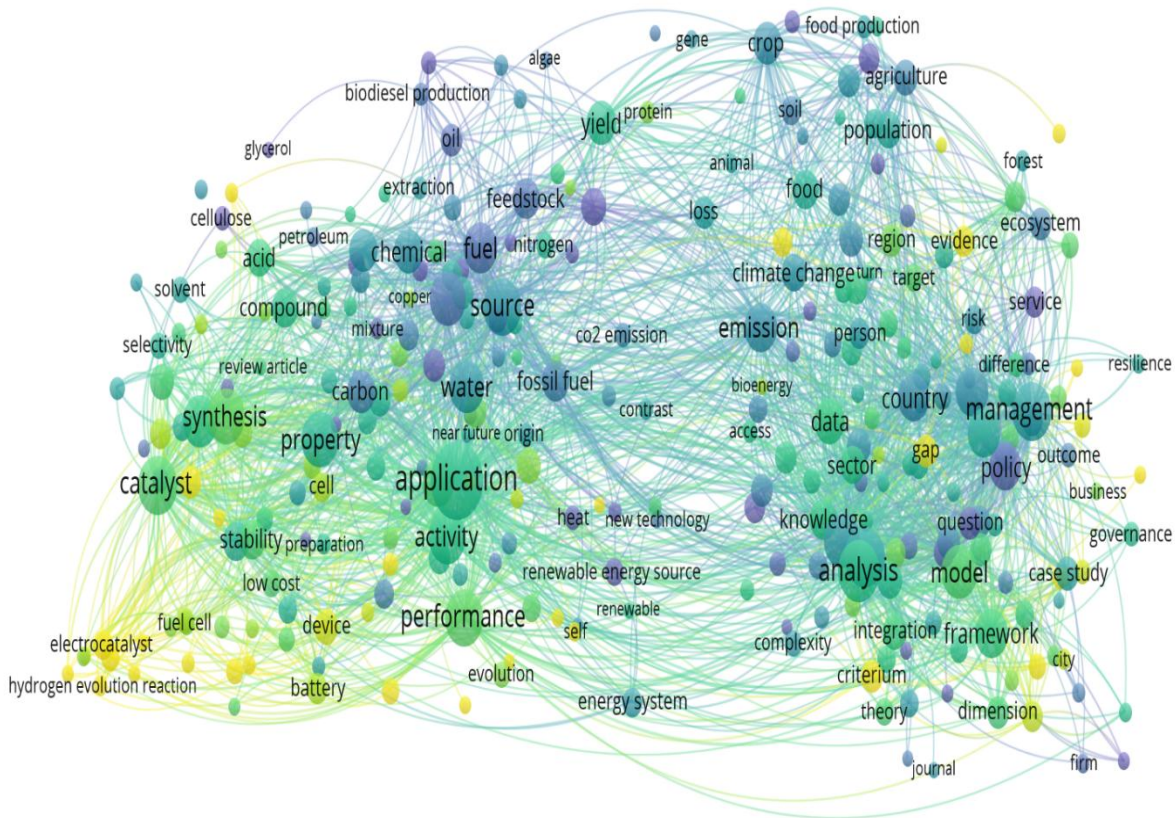 food production
gene
crop
algae
agriculture
biodiesel production
protein
soil
yield
population
oil
glycerol
animal
forest
extraction
food
feedstock
cellulose
loss
ecosystem
petroleum
nitrogen
region
evidence
chemical
fuel
acid
climate change
turn
target
solvent
copper
compound
source
service
mixture
co2 emission
emission
person
risk
selectivity
review article
difference
resilience
carbon
water
fossil fuel
bioenergy
country
synthesis
contrast
management
property
near future
origin
access
data
gap
outcome
catalyst
cell
application
sector
policy
business
heat
new technology
knowledge
question
governance
stability
preparation
activity
low cost
renewable energy source
analysis
model
case study
performance
renewable
fuel cell
device
self
complexity
integration
framework
electrocatalyst
city
hydrogen evolution reaction
battery
evolution
criterium
energy system
theory
dimension
journal
firm